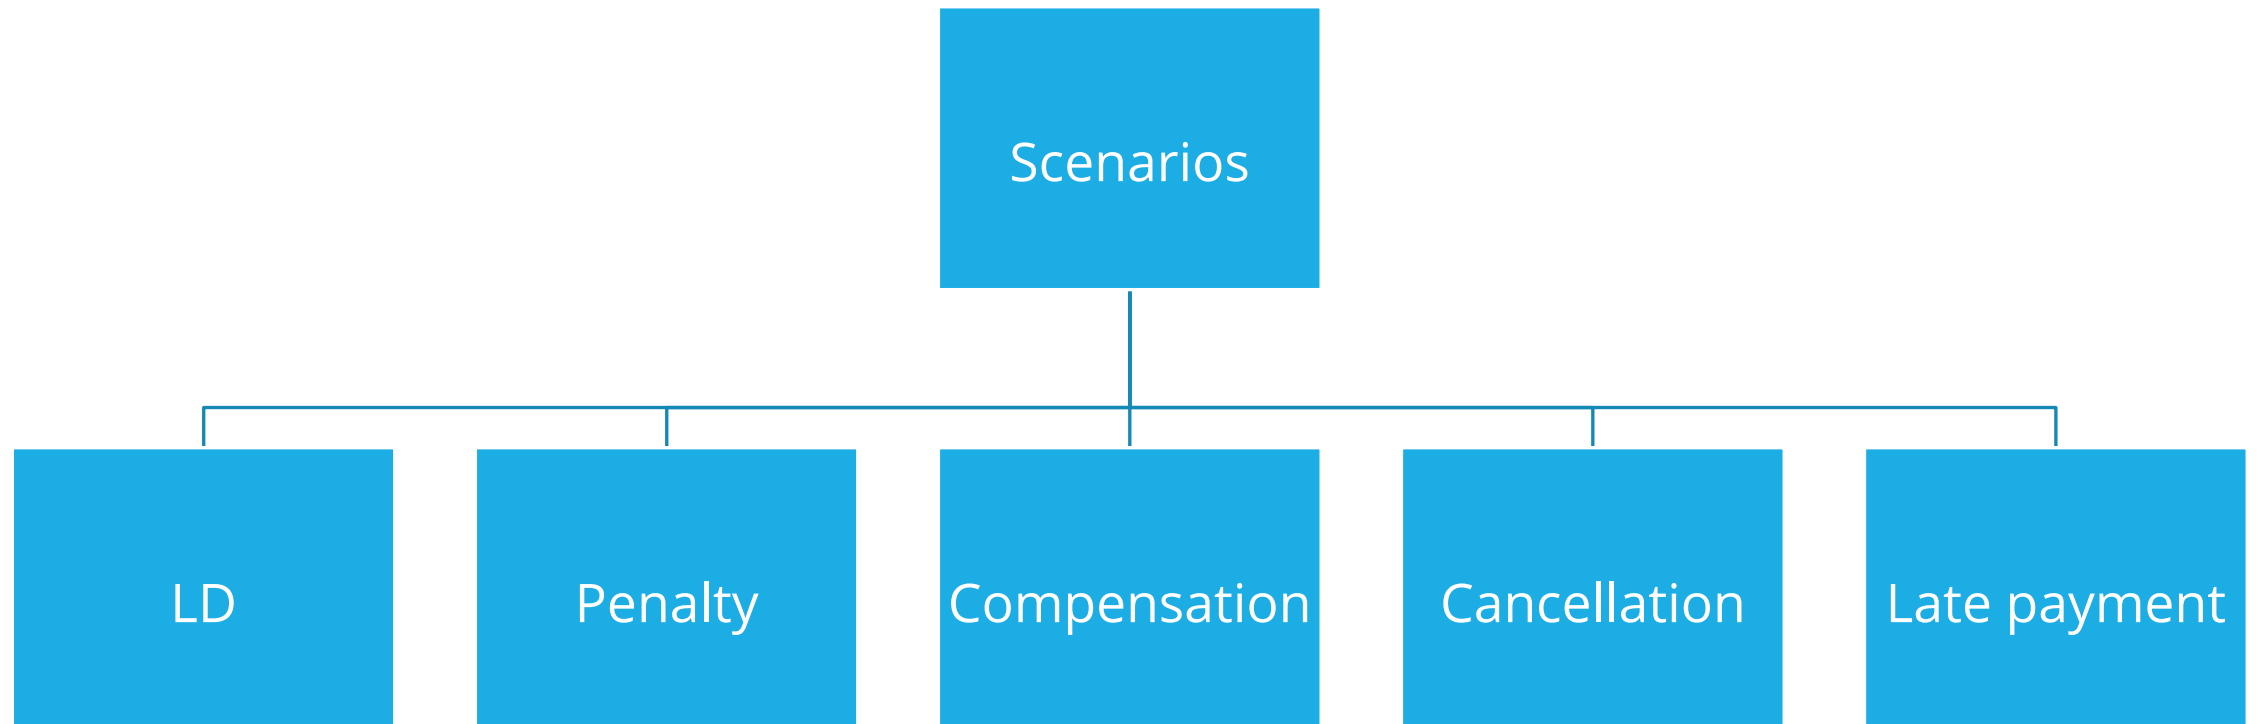 Scenarios
LD
Penalty
Compensation
Cancellation
Late payment